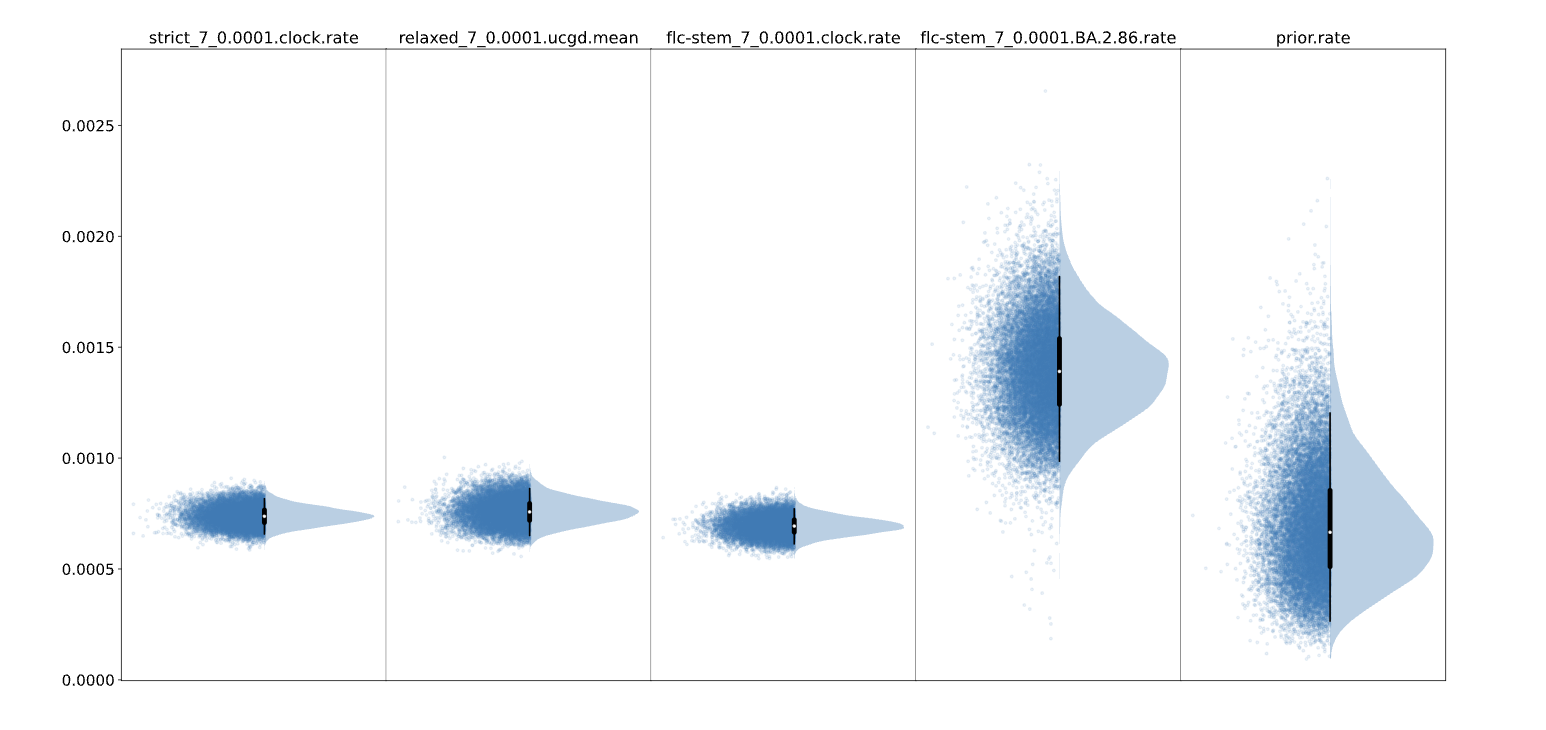 strict_7_0.0001.clock.rate
relaxed_7_0.0001.ucgd.mean
flc-stem_7_0.0001.clock.rate
flc-stem_7_0.0001.BA.2.86.rate
prior.rate
0.0025
0.0020
0.0015
0.0010
0.0005
0.0000